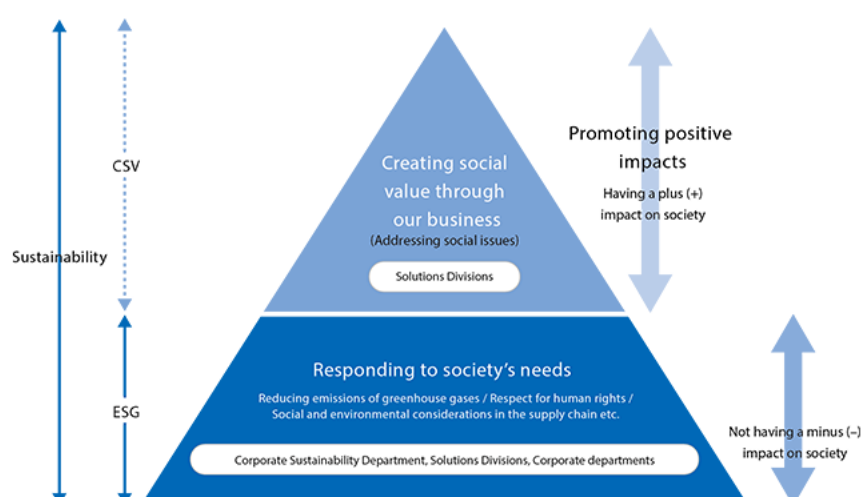 CSV
Sustainability
ESG
Creating social
value through
our business
(Addressing social issues)
Solutions Divisions
Promoting positive
impacts
Having a plus (+)
impact on society
Responding to society's needs
Reducing emissions of greenhouse gases / Respect for human rights /
Social and environmental considerations in the supply chain etc.
Corporate Sustainability Department, Solutions Divisions, Corporate departments
Not having a minus (–)
impact on society